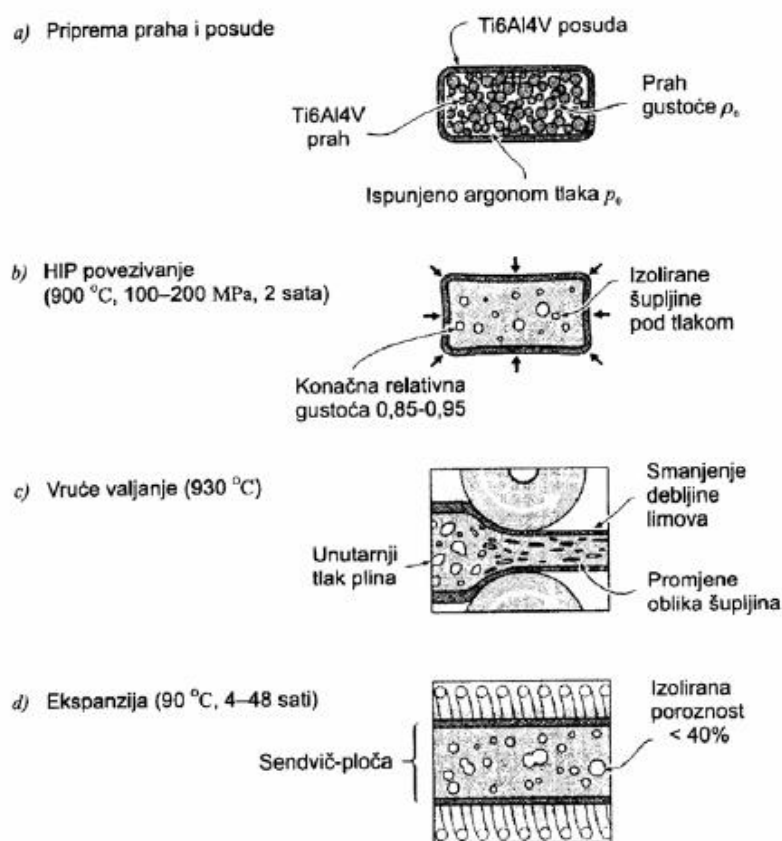 a) Priprema praha i posude
Ti6Al4V posuda
Ti6Al4V
prah
Prah
gustoće ρ₀
Ispunjeno argonom tlaka p₀
b) HIP povezivanje
(900 °C, 100–200 MPa, 2 sata)
Izolirane
šupljine
pod tlakom
Konačna relativna
gustoća 0,85-0,95
c) Vruće valjanje (930 °C)
Smanjenje
debljine
limova
Unutarnji
tlak plina
Promjene
oblika šupljina
d) Ekspanzija (90 °C, 4–48 sati)
Izolirana
poroznost
< 40%
Sendvič-ploča